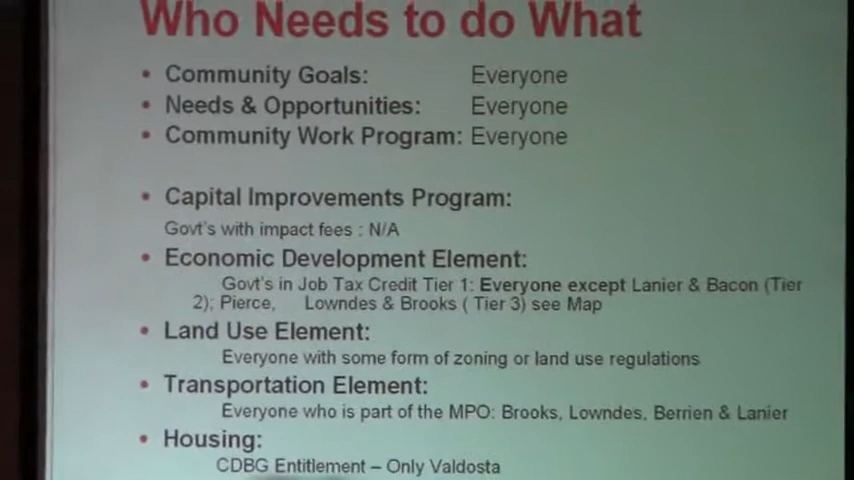 Who Needs to do What
• Community Goals: Everyone
• Needs & Opportunities: Everyone
• Community Work Program: Everyone
• Capital Improvements Program:
Govt's with impact fees : N/A
• Economic Development Element:
Govt's in Job Tax Credit Tier 1: Everyone except Lanier & Bacon (Tier
2); Pierce, Lowndes & Brooks ( Tier 3) see Map
• Land Use Element:
Everyone with some form of zoning or land use regulations
• Transportation Element:
Everyone who is part of the MPO: Brooks, Lowndes, Berrien & Lanier
• Housing:
CDBG Entitlement – Only Valdosta